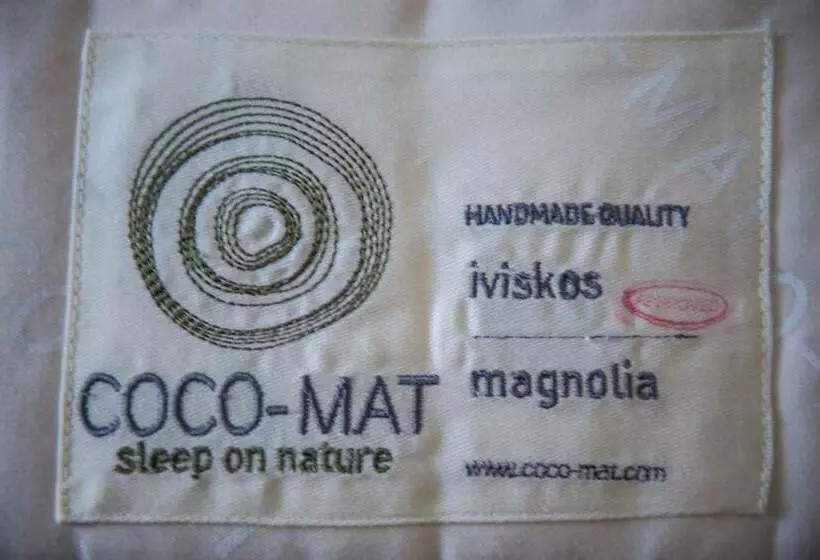 COCO-MAT
sleep on nature
HANDMADE QUALITY
iviskos
magnolia
www.coco-mat.com